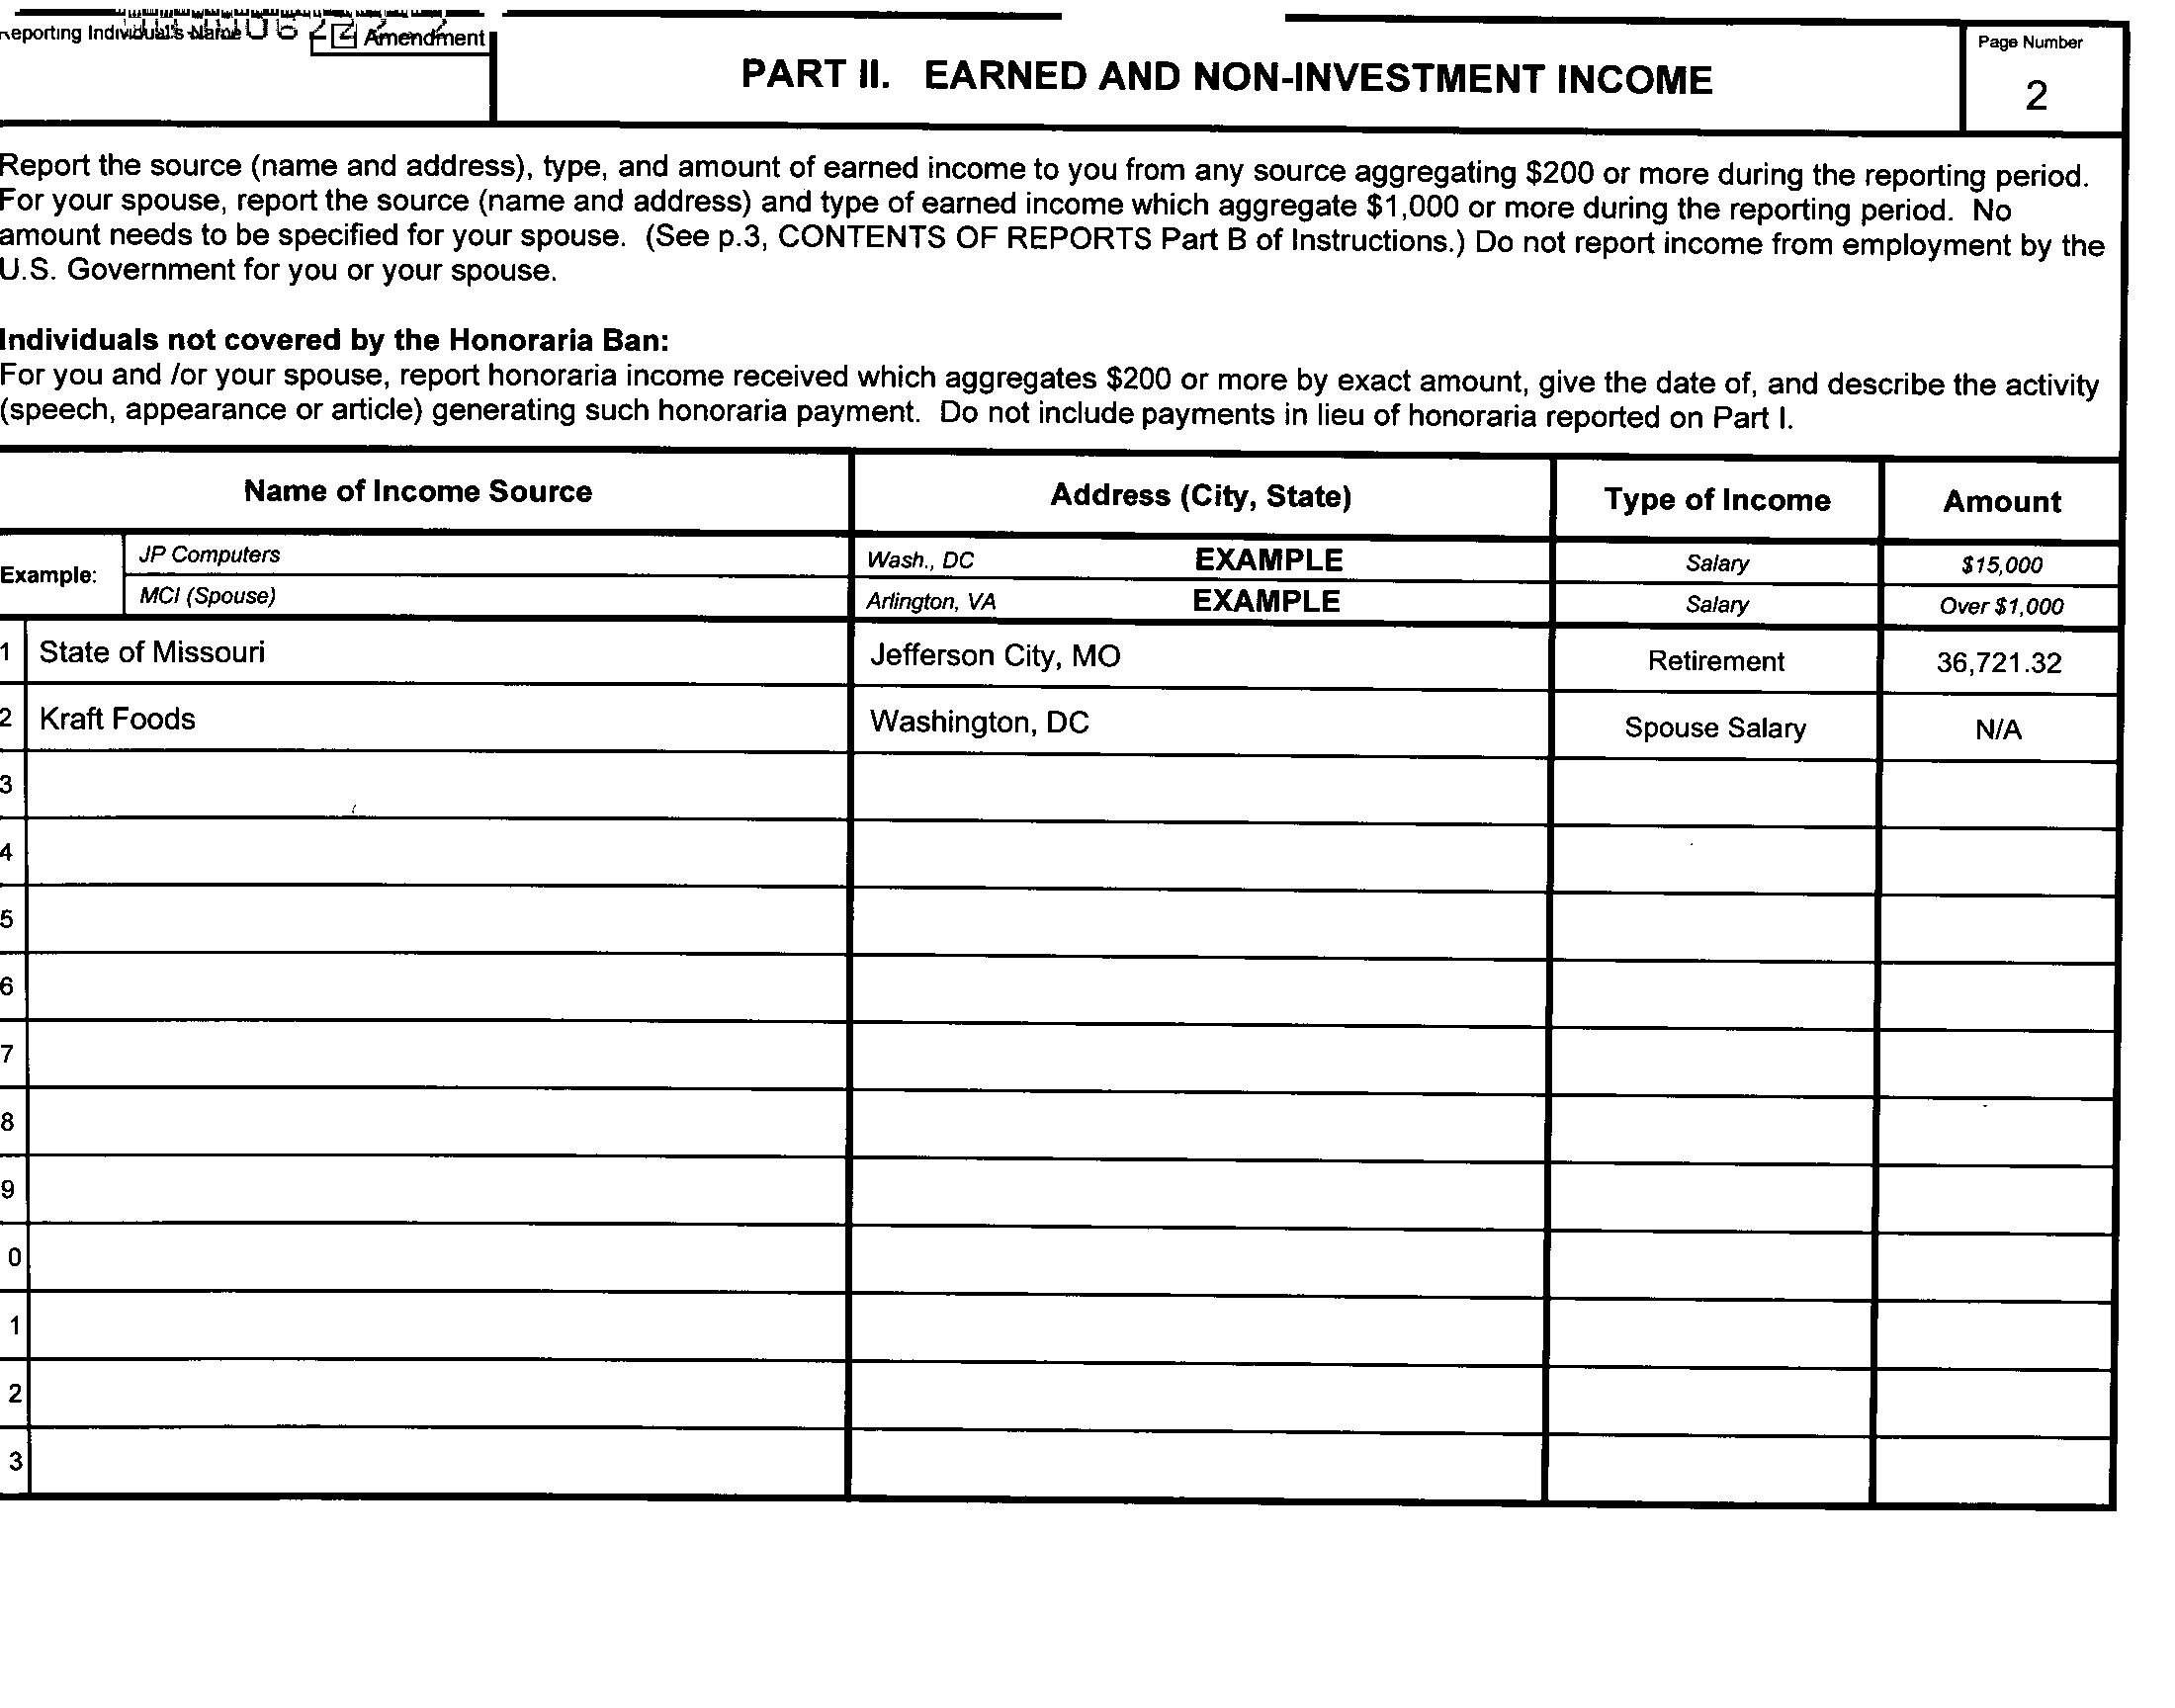 Reporting Individual's Name
Amendment
PART II. EARNED AND NON-INVESTMENT INCOME
Page Number
2
Report the source (name and address), type, and amount of earned income to you from any source aggregating $200 or more during the reporting period.
For your spouse, report the source (name and address) and type of earned income which aggregate $1,000 or more during the reporting period. No
amount needs to be specified for your spouse. (See p.3, CONTENTS OF REPORTS Part B of Instructions.) Do not report income from employment by the
U.S. Government for you or your spouse.
Individuals not covered by the Honoraria Ban:
For you and /or your spouse, report honoraria income received which aggregates $200 or more by exact amount, give the date of, and describe the activity
(speech, appearance or article) generating such honoraria payment. Do not include payments in lieu of honoraria reported on Part I.
Name of Income Source Address (City, State) Type of Income Amount
Example:
JP Computers Wash., DC EXAMPLE Salary $15,000
MCI (Spouse) Arlington, VA EXAMPLE Salary Over $1,000
1 State of Missouri Jefferson City, MO Retirement 36,721.32
2 Kraft Foods Washington, DC Spouse Salary N/A
3
4
5
6
7
8
9
0
1
2
3